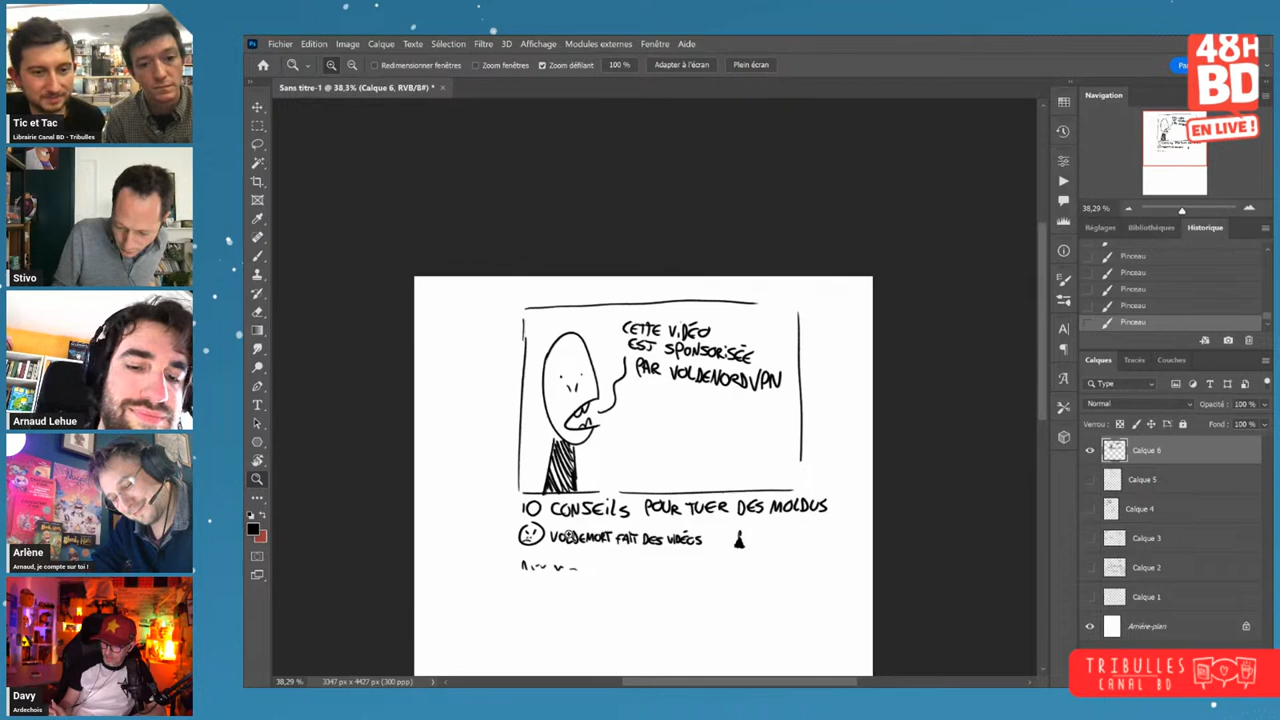 Tic et Tac
Librairie Canal BD - Tribulles
Stivo
Arnaud Lehue
Arlène
Arnaud, je compte sur toi !
Davy
Ardechois
Ps Fichier Edition Image Calque Texte Sélection Filtre 3D Affichage Modules externes Fenêtre Aide
Redimensionner fenêtres Zoom fenêtres Zoom défilant 100 % Adapter à l'écran Plein écran
Sans titre-1 @ 38,3% (Calque 6, RVB/8#) * ×
CETTE VIDÉO
EST SPONSORISÉE
PAR VOLDENORDVPN
10 CONSEILS POUR TUER DES MOLDUS
VOLDEMORT FAIT DES VIDÉOS
38,29 % 3347 px x 4427 px (300 ppp)
48H
BD
EN LIVE !
Navigation
38,29 %
Réglages Bibliothèques Historique
Pinceau
Pinceau
Pinceau
Pinceau
Pinceau
Calques Tracés Couches
Type
Normal Opacité : 100 %
Verrou : Fond : 100 %
Calque 6
Calque 5
Calque 4
Calque 3
Calque 2
Calque 1
Arrière-plan
TRIBULLES
CANAL BD